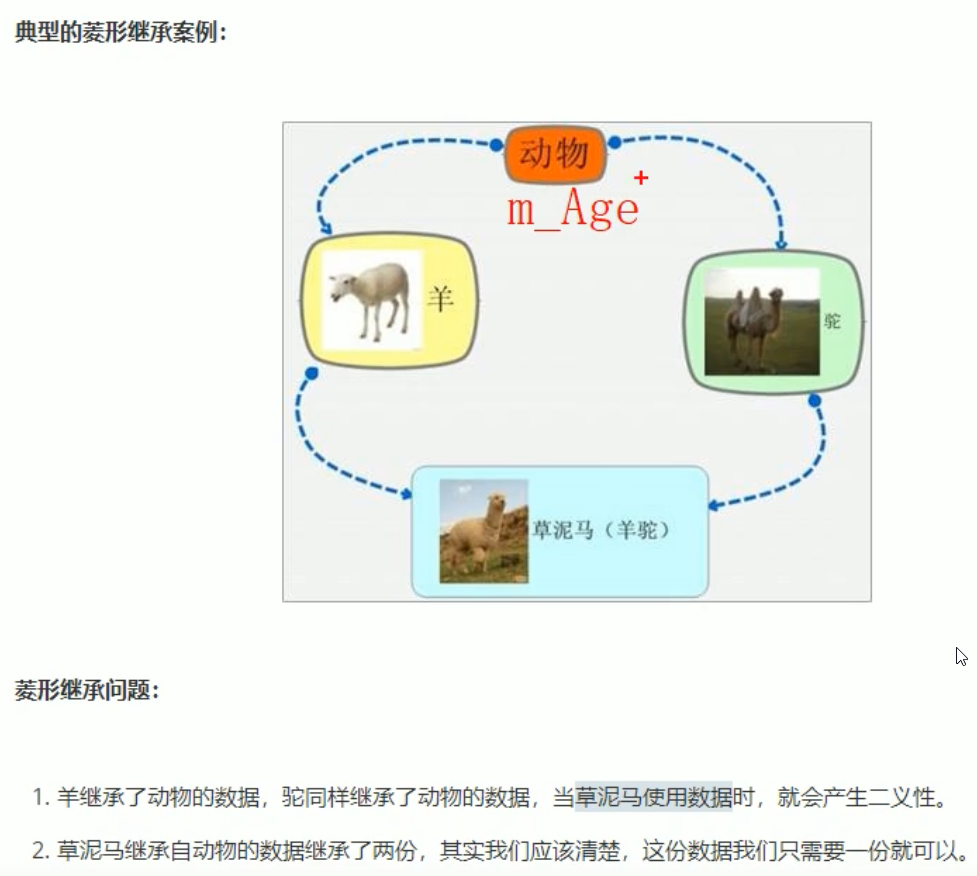 典型的菱形继承案例：
动物
m_Age
羊
驼
草泥马（羊驼）
菱形继承问题：
1. 羊继承了动物的数据，驼同样继承了动物的数据，当草泥马使用数据时，就会产生二义性。
2. 草泥马继承自动物的数据继承了两份，其实我们应该清楚，这份数据我们只需要一份就可以。